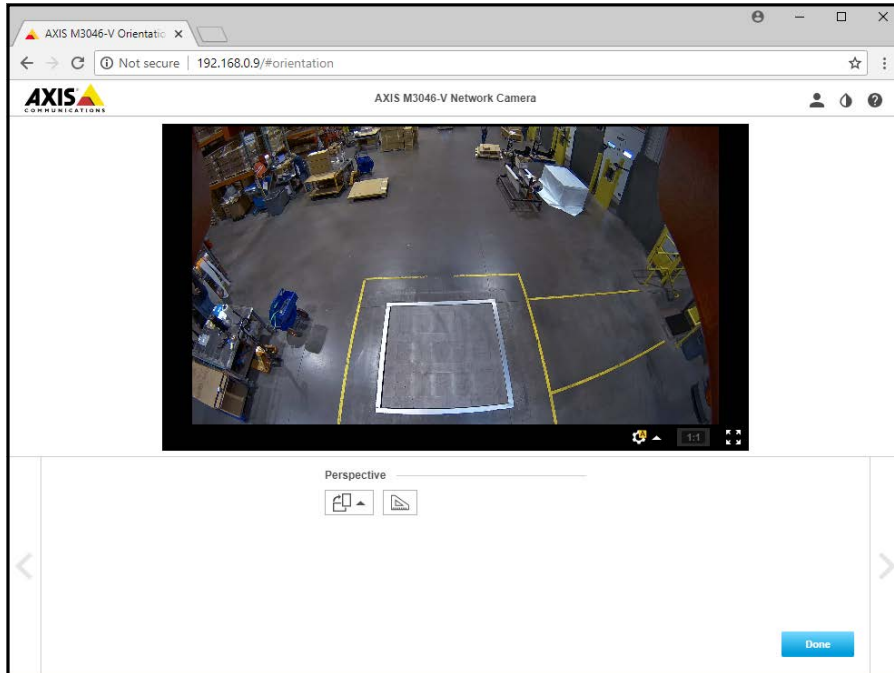 AXIS M3046-V Orientatio
Not secure | 192.168.0.9/#orientation
AXIS
COMMUNICATIONS
AXIS M3046-V Network Camera
1:1
Perspective
Done